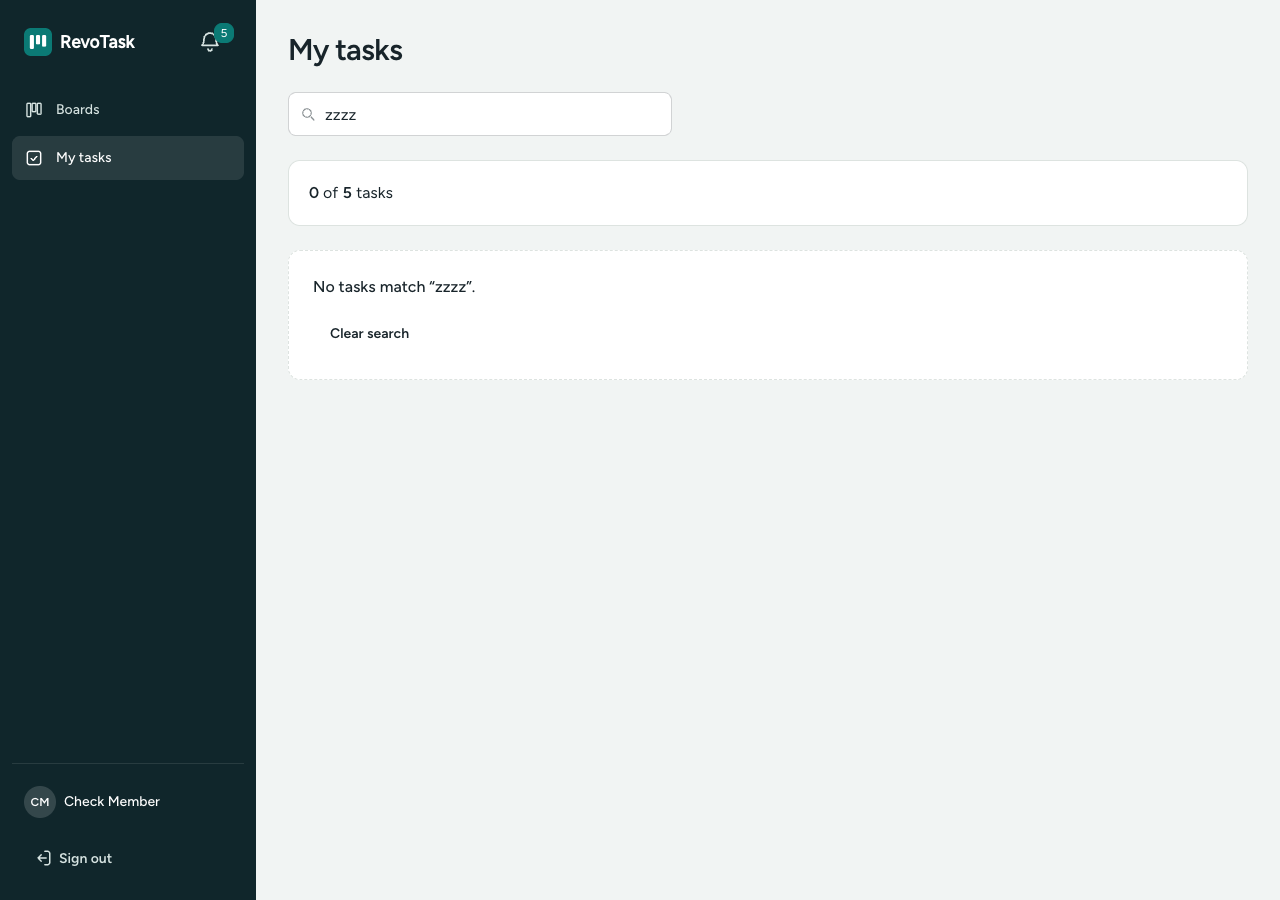 RevoTask
5
Boards
My tasks
Check Member
CM
Sign out
My tasks
zzzz
0 of 5 tasks
No tasks match “zzzz”.
Clear search